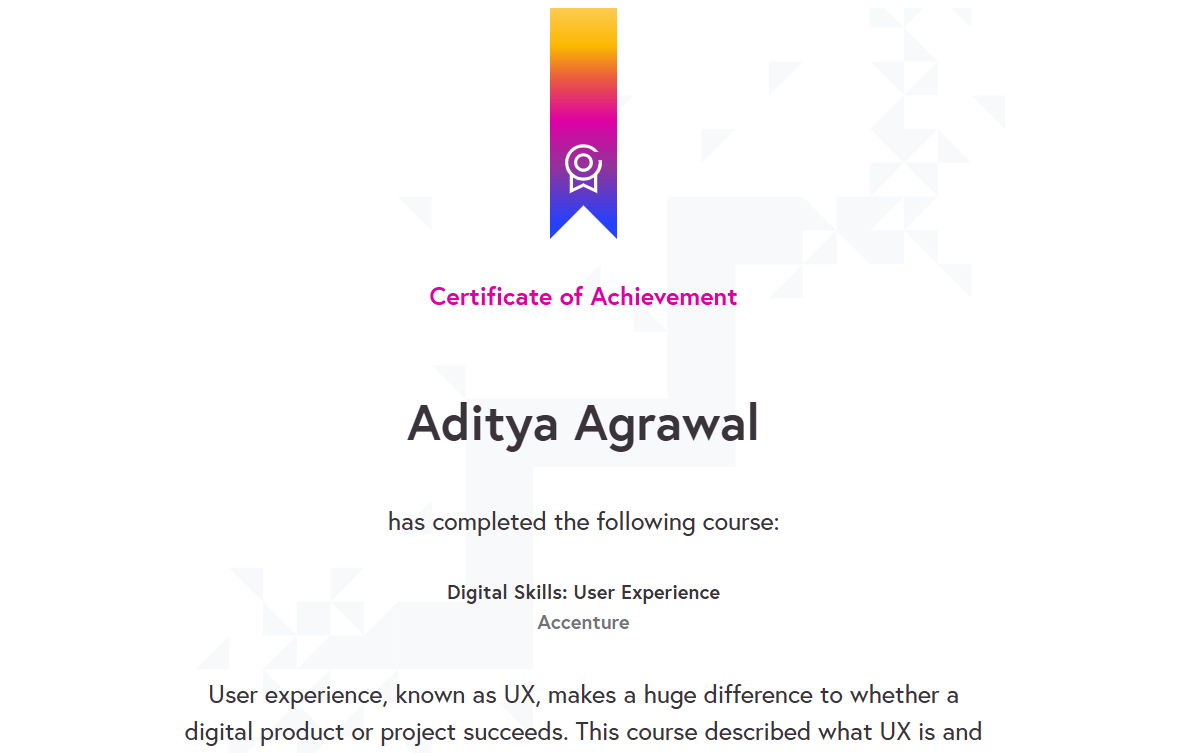 Certificate of Achievement
Aditya Agrawal
has completed the following course:
Digital Skills: User Experience
Accenture
User experience, known as UX, makes a huge difference to whether a
digital product or project succeeds. This course described what UX is and